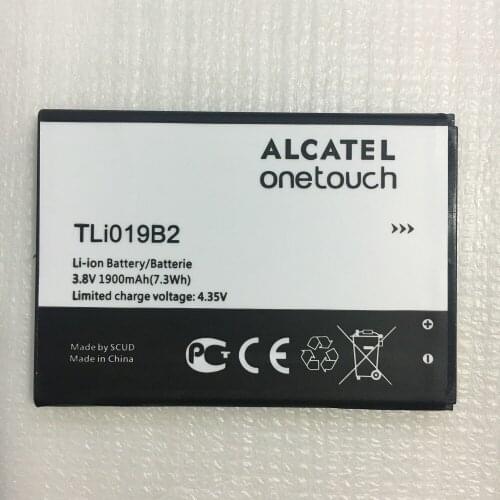 ALCATEL
onetouch
TLi019B2
>>>
Li-ion Battery/Batterie
3.8V 1900mAh(7.3Wh)
Limited charge voltage: 4.35V
Made by SCUD
Made in China